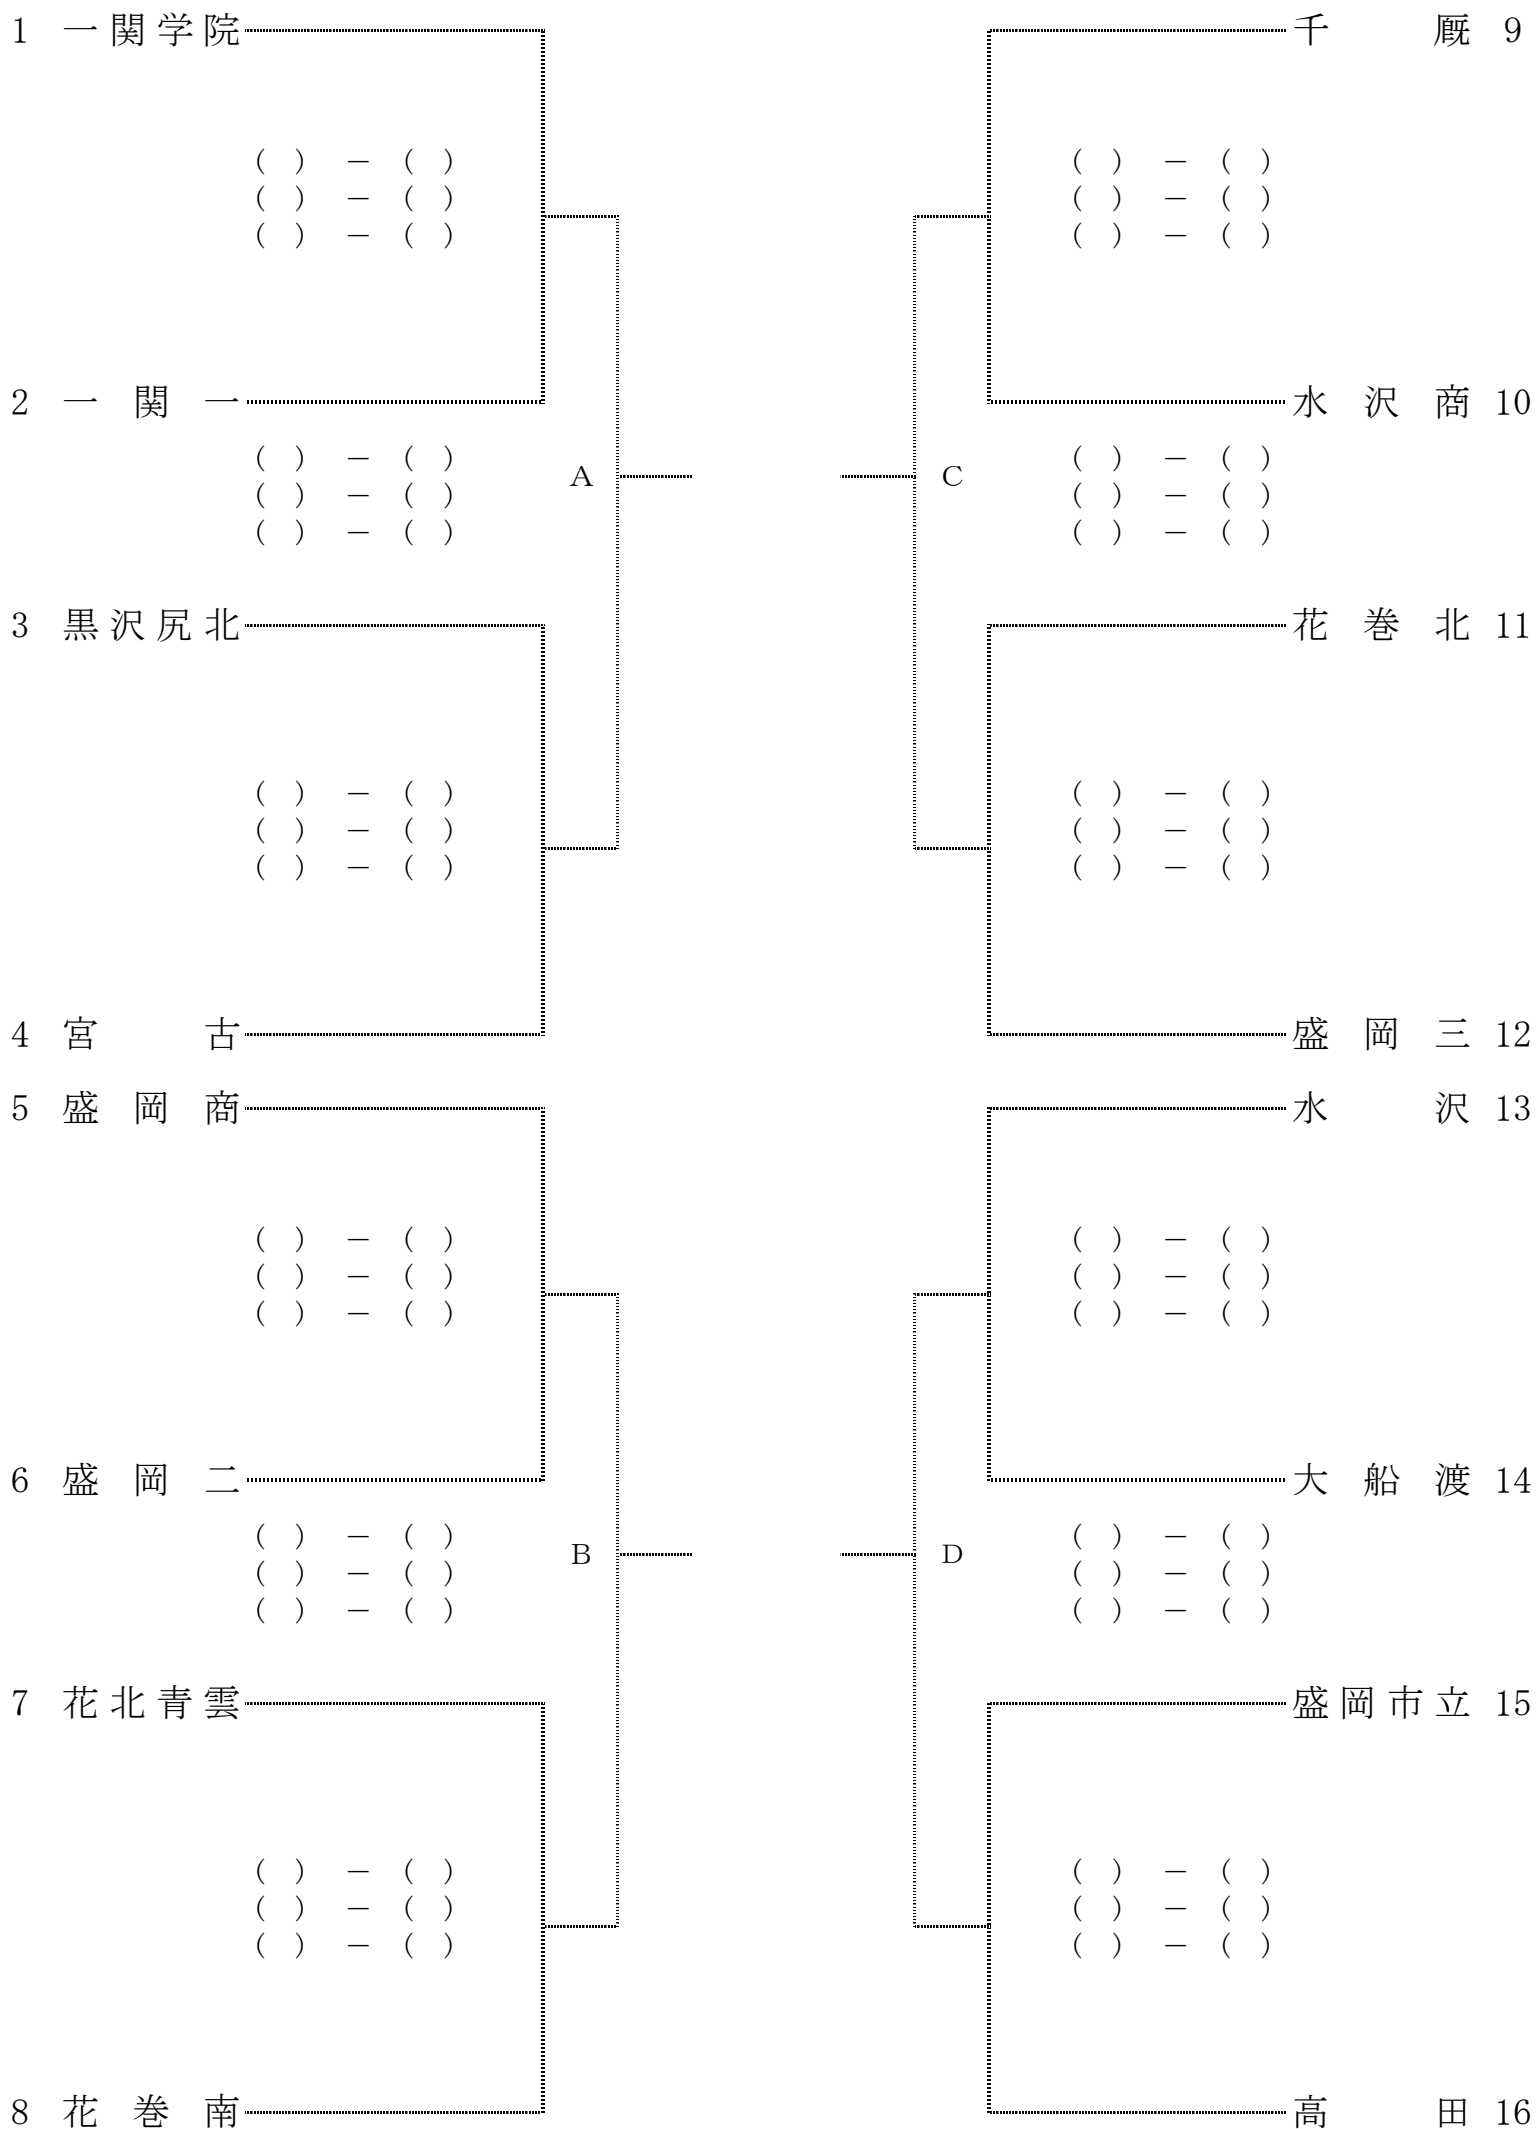 1 一関学院 千厩 9
( ) － ( ) ( ) － ( )
( ) － ( ) ( ) － ( )
( ) － ( ) ( ) － ( )
2 一関一 水沢商 10
( ) － ( ) ( ) － ( )
A C
( ) － ( ) ( ) － ( )
( ) － ( ) ( ) － ( )
3 黒沢尻北 花巻北 11
( ) － ( ) ( ) － ( )
( ) － ( ) ( ) － ( )
( ) － ( ) ( ) － ( )
4 宮古 盛岡三 12
5 盛岡商 水沢 13
( ) － ( ) ( ) － ( )
( ) － ( ) ( ) － ( )
( ) － ( ) ( ) － ( )
6 盛岡二 大船渡 14
( ) － ( ) ( ) － ( )
B D
( ) － ( ) ( ) － ( )
( ) － ( ) ( ) － ( )
7 花北青雲 盛岡市立 15
( ) － ( ) ( ) － ( )
( ) － ( ) ( ) － ( )
( ) － ( ) ( ) － ( )
8 花巻南 高田 16